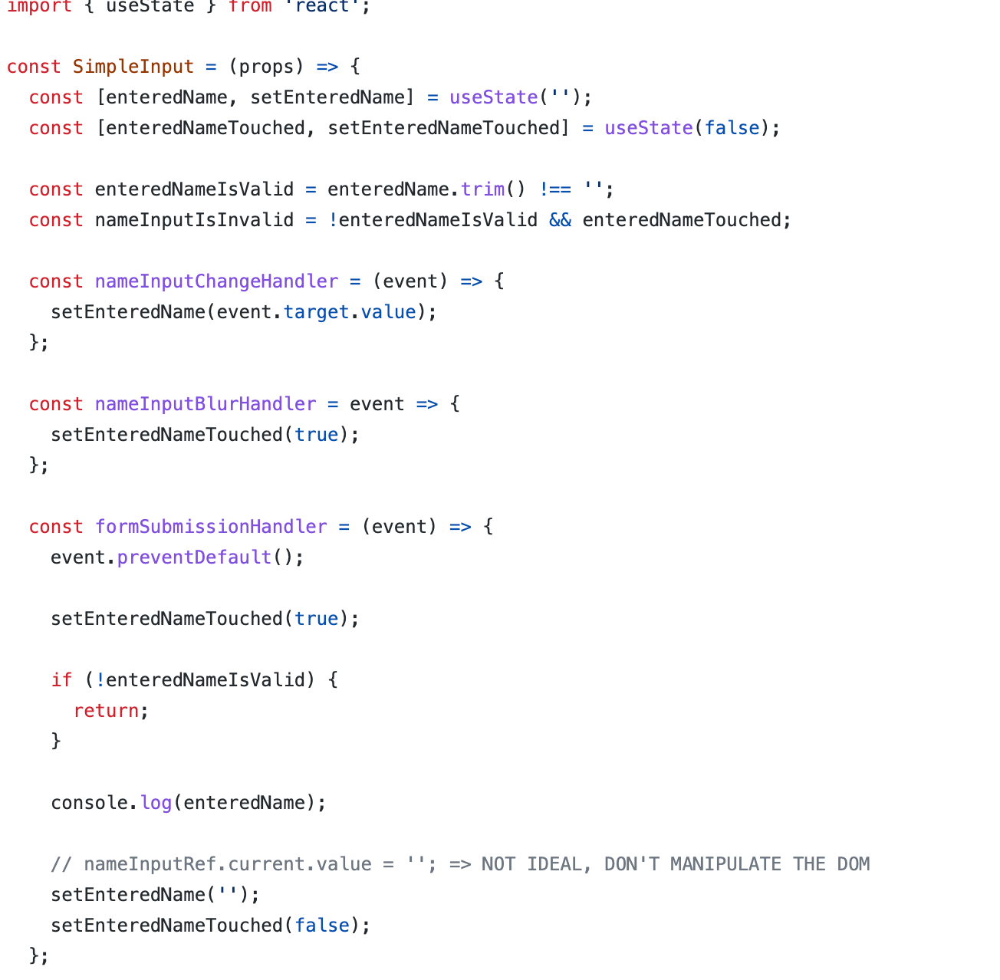 import { useState } from 'react';
const SimpleInput = (props) => {
const [enteredName, setEnteredName] = useState('');
const [enteredNameTouched, setEnteredNameTouched] = useState(false);
const enteredNameIsValid = enteredName.trim() !== '';
const nameInputIsInvalid = !enteredNameIsValid && enteredNameTouched;
const nameInputChangeHandler = (event) => {
setEnteredName(event.target.value);
};
const nameInputBlurHandler = event => {
setEnteredNameTouched(true);
};
const formSubmissionHandler = (event) => {
event.preventDefault();
setEnteredNameTouched(true);
if (!enteredNameIsValid) {
return;
}
console.log(enteredName);
// nameInputRef.current.value = ''; => NOT IDEAL, DON'T MANIPULATE THE DOM
setEnteredName('');
setEnteredNameTouched(false);
};